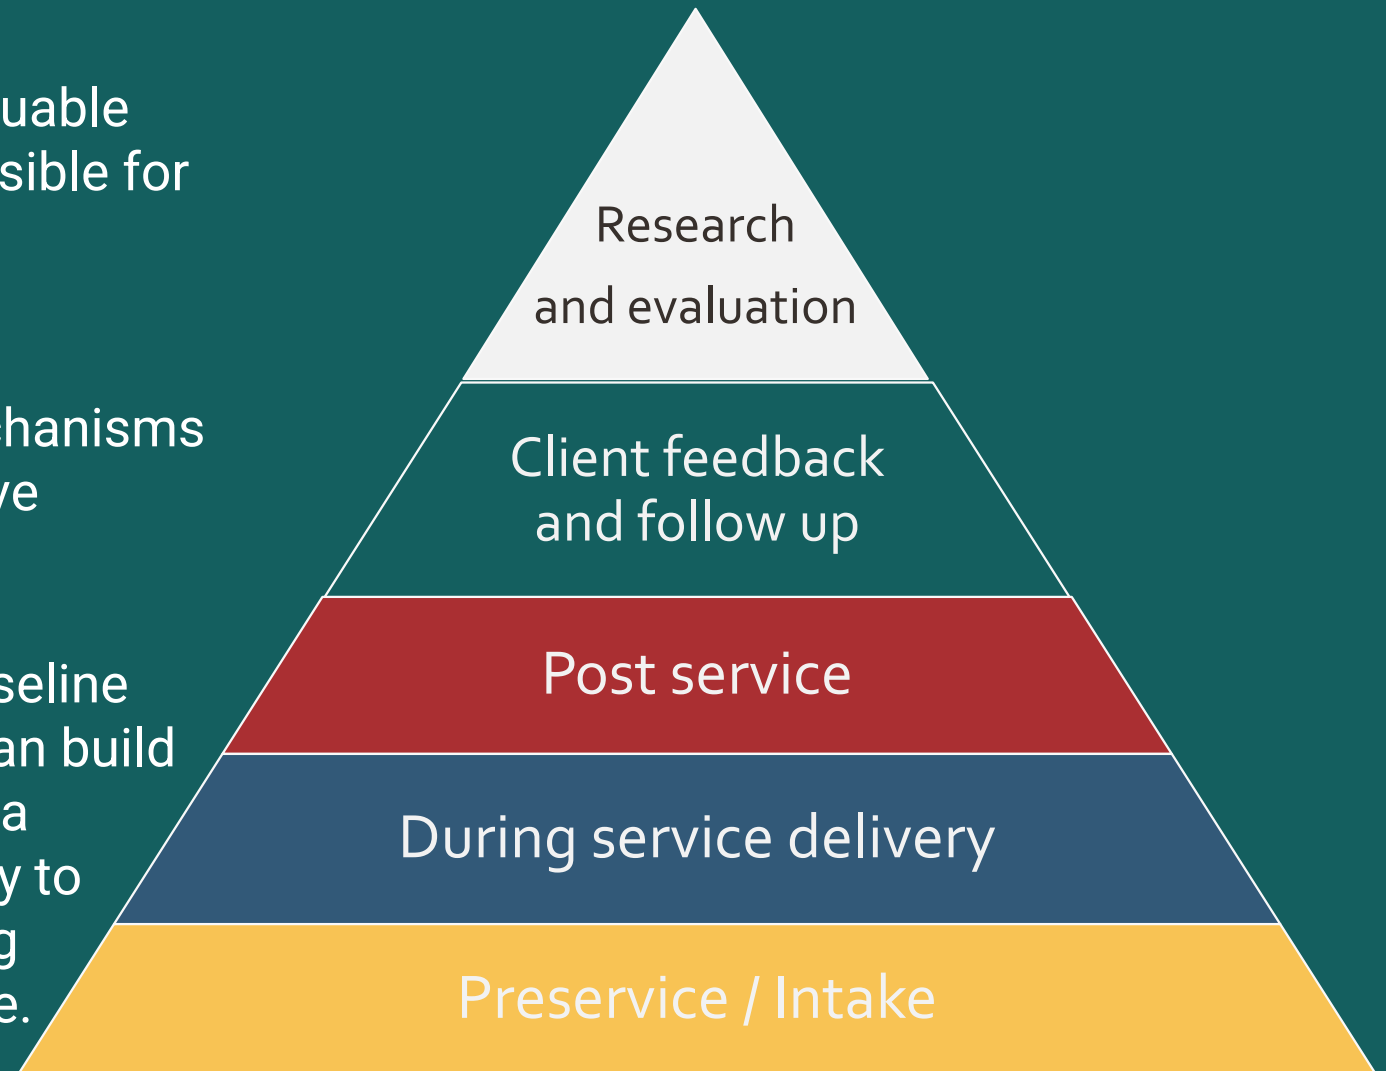 uable
sible for
hanisms
ve
seline
an build
a
y to
g
e.
Research
and evaluation
Client feedback
and follow up
Post service
During service delivery
Preservice / Intake